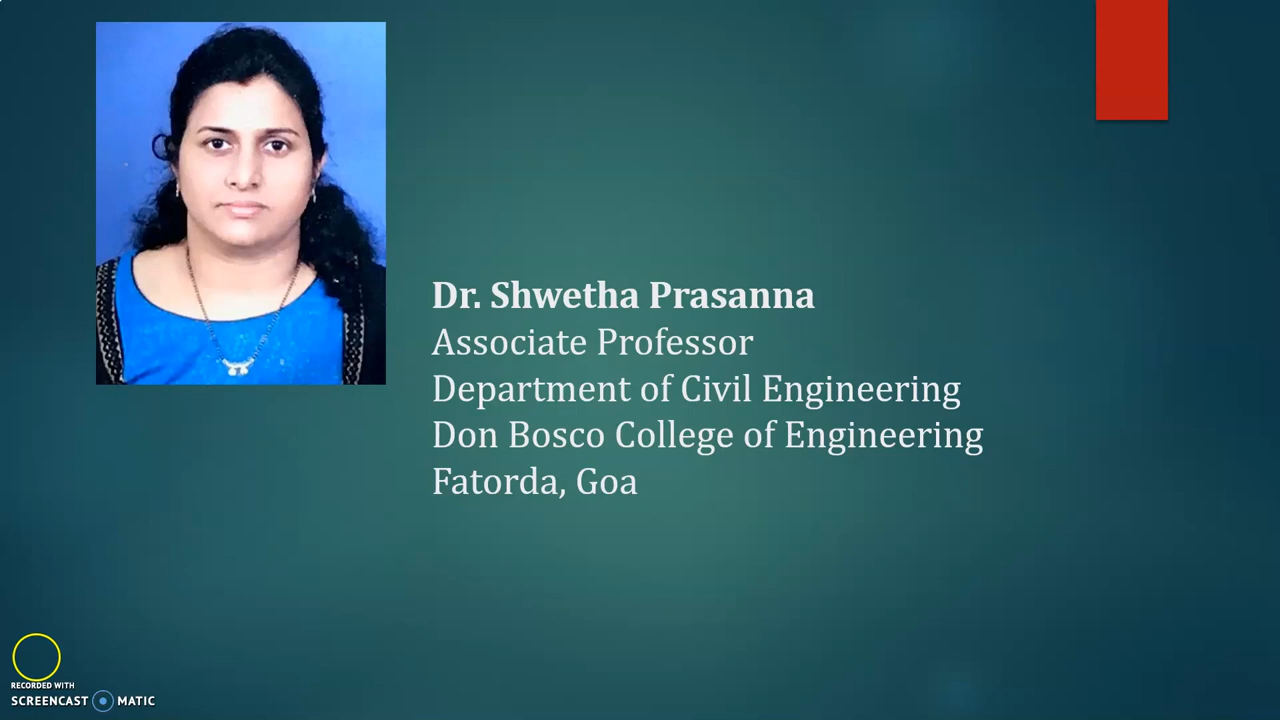 Dr. Shwetha Prasanna
Associate Professor
Department of Civil Engineering
Don Bosco College of Engineering
Fatorda, Goa
RECORDED WITH
SCREENCAST MATIC